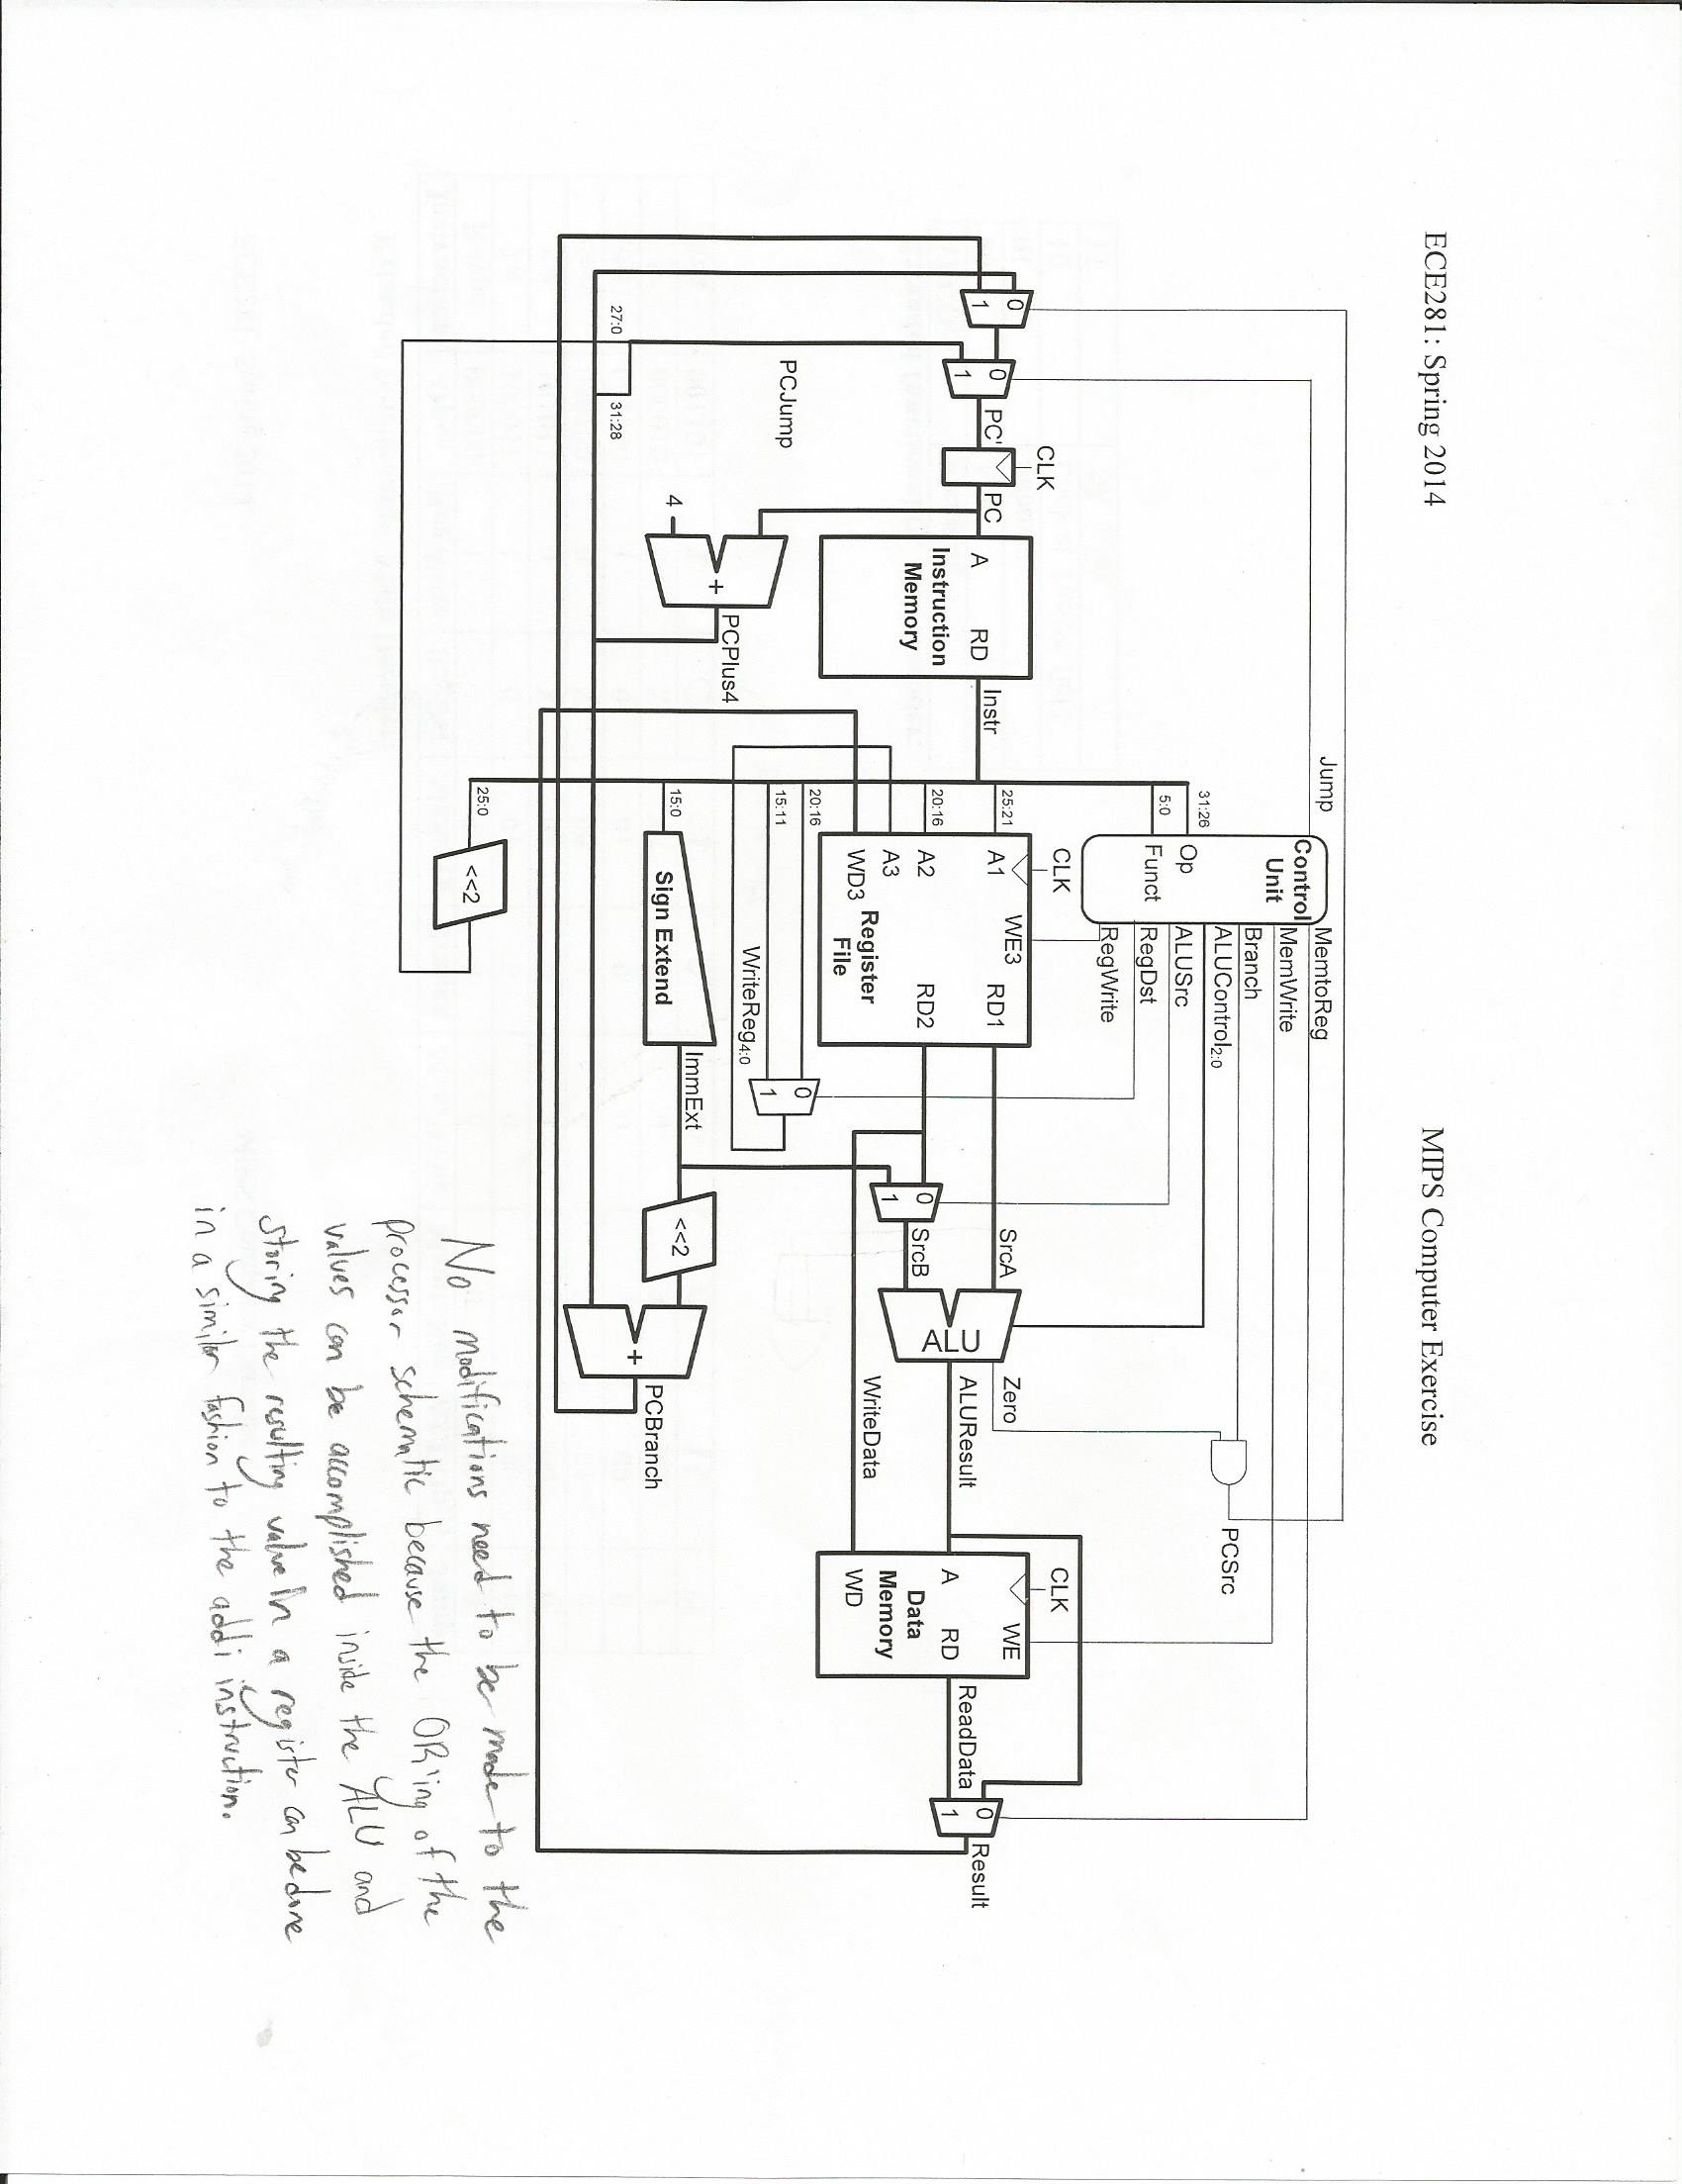 ECE281: Spring 2014 MIPS Computer Exercise
Jump
MemtoReg
Control
Unit
MemWrite
Branch
ALUControl2:0
ALUSrc
RegDst
RegWrite
31:26
Op
5:0
Funct
PCSrc
0
1
0
1
PC'
CLK
PC
A
RD
Instruction
Memory
Instr
4
+
PCPlus4
PCJump
27:0
31:28
CLK
25:21
A1
WE3
RD1
20:16
A2
RD2
A3
WD3
Register
File
20:16
15:11
0
1
WriteReg4:0
15:0
Sign Extend
ImmExt
25:0
<<2
<<2
+
PCBranch
0
1
SrcA
SrcB
ALU
Zero
ALUResult
WriteData
CLK
WE
A
RD
Data
Memory
WD
ReadData
0
1
Result
No modifications need to be made to the
processor schematic because the OR'ing of the
values can be accomplished inside the ALU and
storing the resulting value in a register can be done
in a similar fashion to the addi instruction.